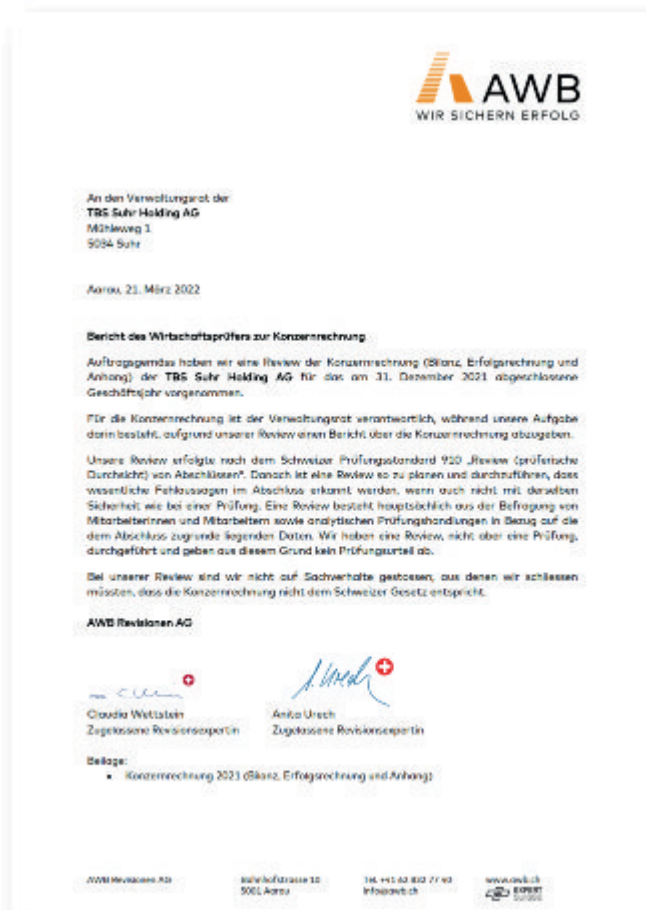 AWB
WIR SICHERN ERFOLG
An den Verwaltungsrat der
TBS Suhr Holding AG
Mühleweg 1
5034 Suhr
Aarau, 21. März 2022
Bericht des Wirtschaftsprüfers zur Konzernrechnung
Auftragsgemäss haben wir eine Review der Konzernrechnung (Bilanz, Erfolgsrechnung und
Anhang) der TBS Suhr Holding AG für das am 31. Dezember 2021 abgeschlossene
Geschäftsjahr vorgenommen.
Für die Konzernrechnung ist der Verwaltungsrat verantwortlich, während unsere Aufgabe
darin besteht, aufgrund unserer Review einen Bericht über die Konzernrechnung abzugeben.
Unsere Review erfolgte nach dem Schweizer Prüfungsstandard 910 „Review (prüferische
Durchsicht) von Abschlüssen“. Danach ist eine Review so zu planen und durchzuführen, dass
wesentliche Fehlaussagen im Abschluss erkannt werden, wenn auch nicht mit derselben
Sicherheit wie bei einer Prüfung. Eine Review besteht hauptsächlich aus der Befragung von
Mitarbeiterinnen und Mitarbeitern sowie analytischen Prüfungshandlungen in Bezug auf die
dem Abschluss zugrunde liegenden Daten. Wir haben eine Review, nicht aber eine Prüfung,
durchgeführt und geben aus diesem Grund kein Prüfungsurteil ab.
Bei unserer Review sind wir nicht auf Sachverhalte gestossen, aus denen wir schliessen
müssten, dass die Konzernrechnung nicht dem Schweizer Gesetz entspricht.
AWB Revisionen AG
A. Urech
Claudia Wettstein Anita Urech
Zugelassene Revisionsexpertin Zugelassene Revisionsexpertin
Beilage:
• Konzernrechnung 2021 (Bilanz, Erfolgsrechnung und Anhang)
AWB Revisionen AG Bahnhofstrasse 10 Tel. +41 62 832 77 40 www.awb.ch
5001 Aarau info@awb.ch EXPERT
SUISSE